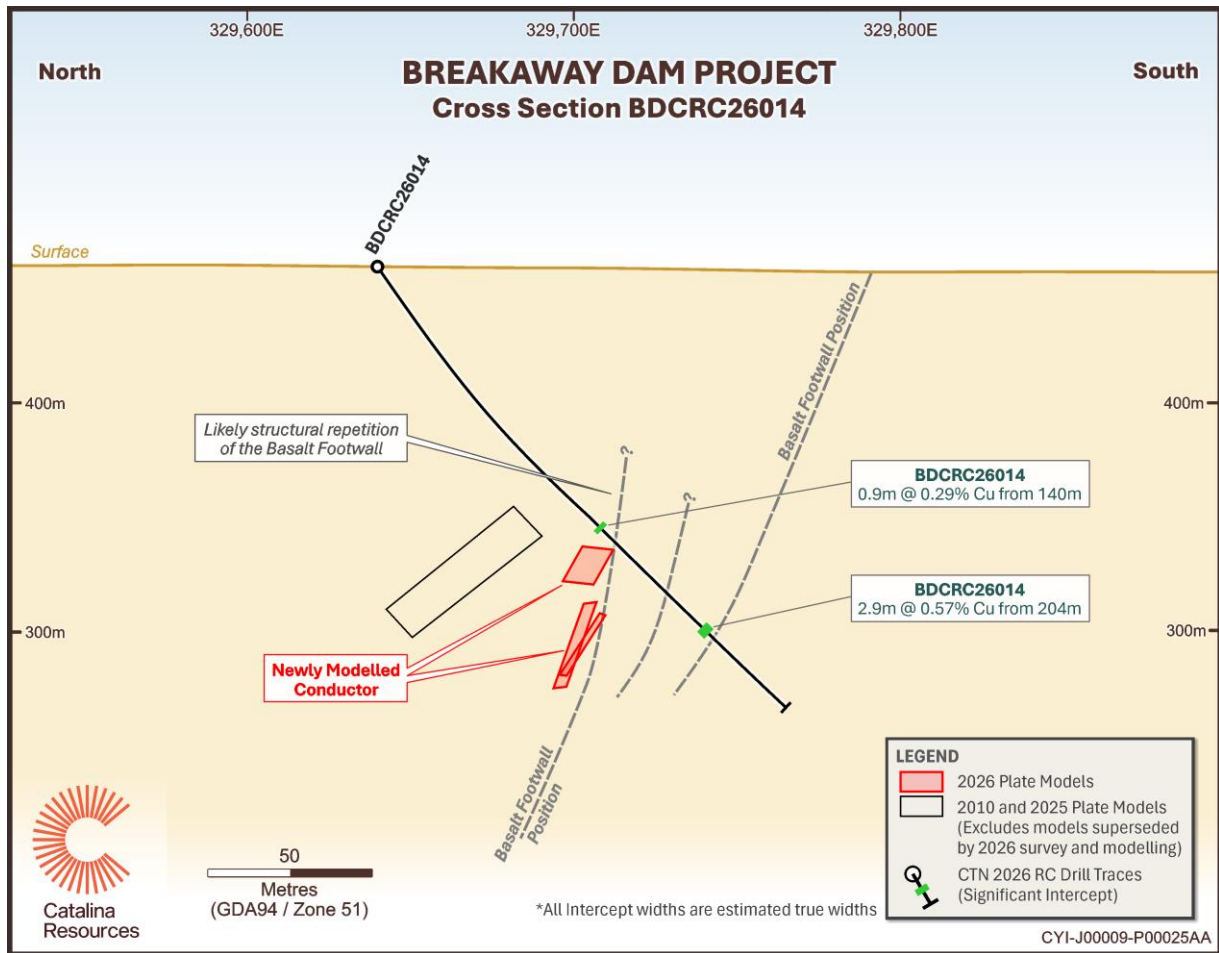 329,600E
329,700E
329,800E
North
BREAKAWAY DAM PROJECT
South
Cross Section BDCRC26014
BDCRC26014
Surface
Basalt Footwall Position
400m
400m
Likely structural repetition
of the Basalt Footwall
?
?
BDCRC26014
0.9m @ 0.29% Cu from 140m
BDCRC26014
2.9m @ 0.57% Cu from 204m
300m
300m
Newly Modelled
Conductor
Basalt Footwall
Position
LEGEND
2026 Plate Models
2010 and 2025 Plate Models
(Excludes models superseded
by 2026 survey and modelling)
CTN 2026 RC Drill Traces
(Significant Intercept)
50
Metres
(GDA94 / Zone 51)
*All Intercept widths are estimated true widths
Catalina
Resources
CYI-J00009-P00025AA